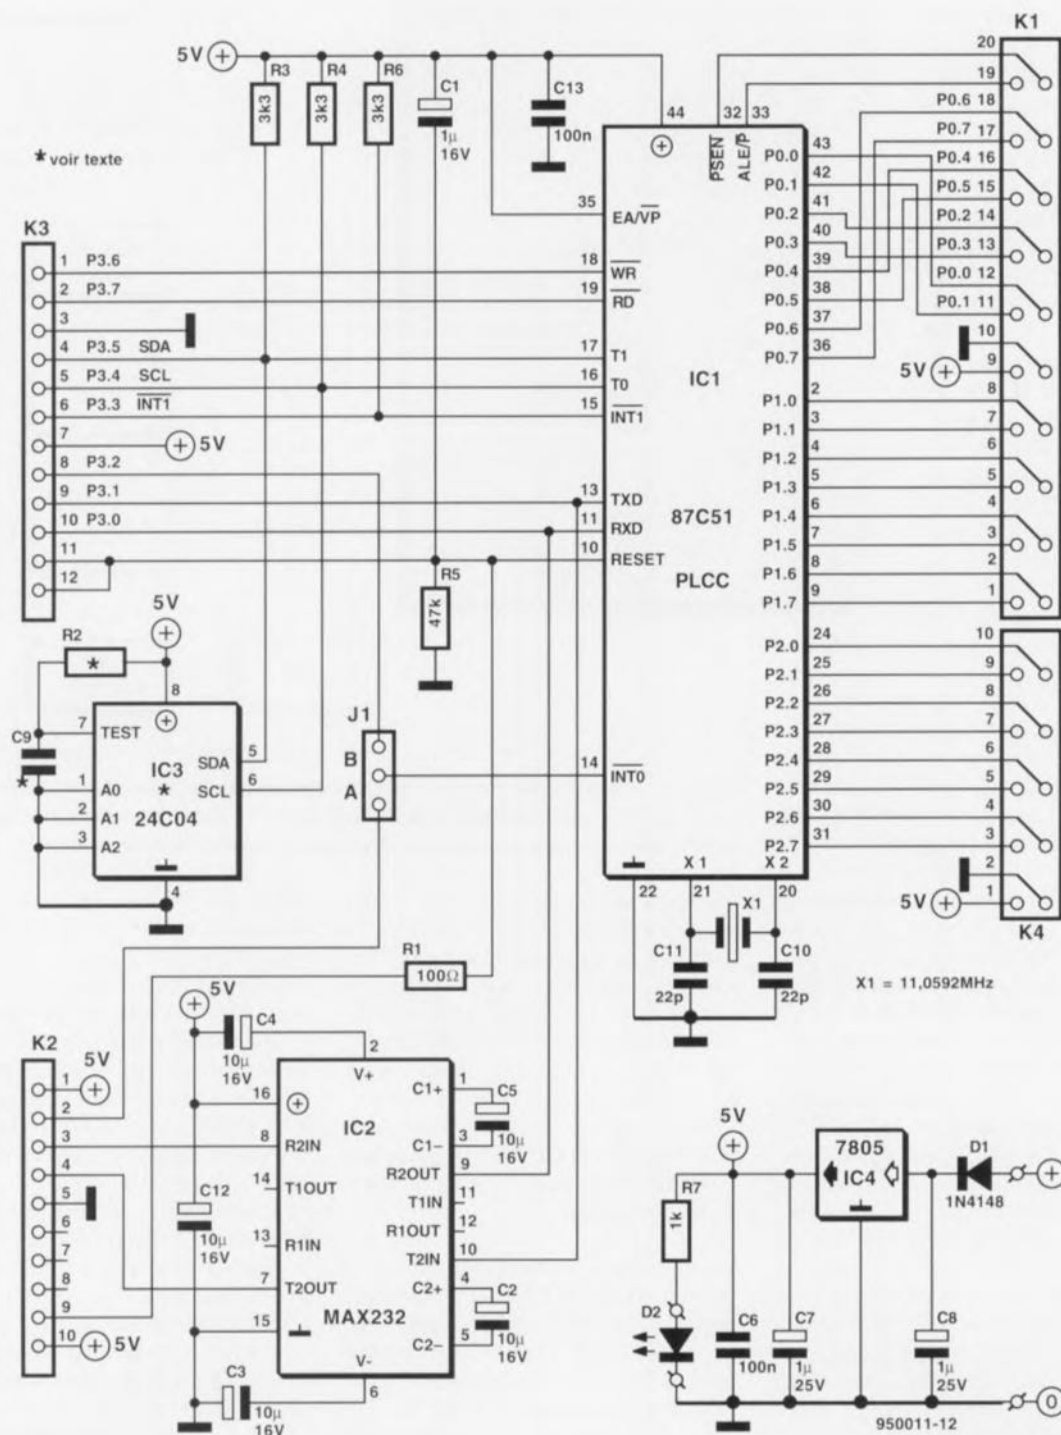 5V
R3
3k3
R4
3k3
R6
3k3
C1
1µ
16V
C13
100n
* voir texte
K3
1 P3.6
2 P3.7
3
4 P3.5 SDA
5 P3.4 SCL
6 P3.3 INT1
7
5V
8 P3.2
9 P3.1
10 P3.0
11
12
44
32
33
PSEN
ALE/P
35 EA/VP
18 WR
19 RD
17 T1
16 T0
15 INT1
13 TXD
11 RXD
10 RESET
14 INT0
IC1
87C51
PLCC
P0.0 43
P0.1 42
P0.2 41
P0.3 40
P0.4 39
P0.5 38
P0.6 37
P0.7 36
P1.0 2
P1.1 3
P1.2 4
P1.3 5
P1.4 6
P1.5 7
P1.6 8
P1.7 9
P2.0 24
P2.1 25
P2.2 26
P2.3 27
P2.4 28
P2.5 29
P2.6 30
P2.7 31
X1
X2
22
21
20
X1
C11
22p
C10
22p
X1 = 11,0592MHz
K1
20
19
P0.6 18
P0.7 17
P0.4 16
P0.5 15
P0.2 14
P0.3 13
P0.0 12
P0.1 11
10
5V
9
8
7
6
5
4
3
2
1
10
9
8
7
6
5
4
3
2
5V
1
K4
R5
47k
5V
R2
*
C9
*
8
7 TEST
1 A0
2 A1
3 A2
IC3
*
24C04
SDA 5
SCL 6
4
J1
B
A
R1
100Ω
K2
1
5V
2
3
4
5
6
7
8
9
10
5V
5V
C4
10µ
16V
2
V+
16
8 R2IN
14 T1OUT
13 R1IN
7 T2OUT
15
IC2
MAX232
C1+ 1
C5
10µ
16V
C1– 3
R2OUT 9
T1IN 11
R1OUT 12
T2IN 10
C2+ 4
C2
10µ
16V
C2– 5
V-
6
C12
10µ
16V
C3
10µ
16V
5V
R7
1k
D2
C6
100n
C7
1µ
25V
7805
IC4
D1
1N4148
C8
1µ
25V
+
0
950011-12